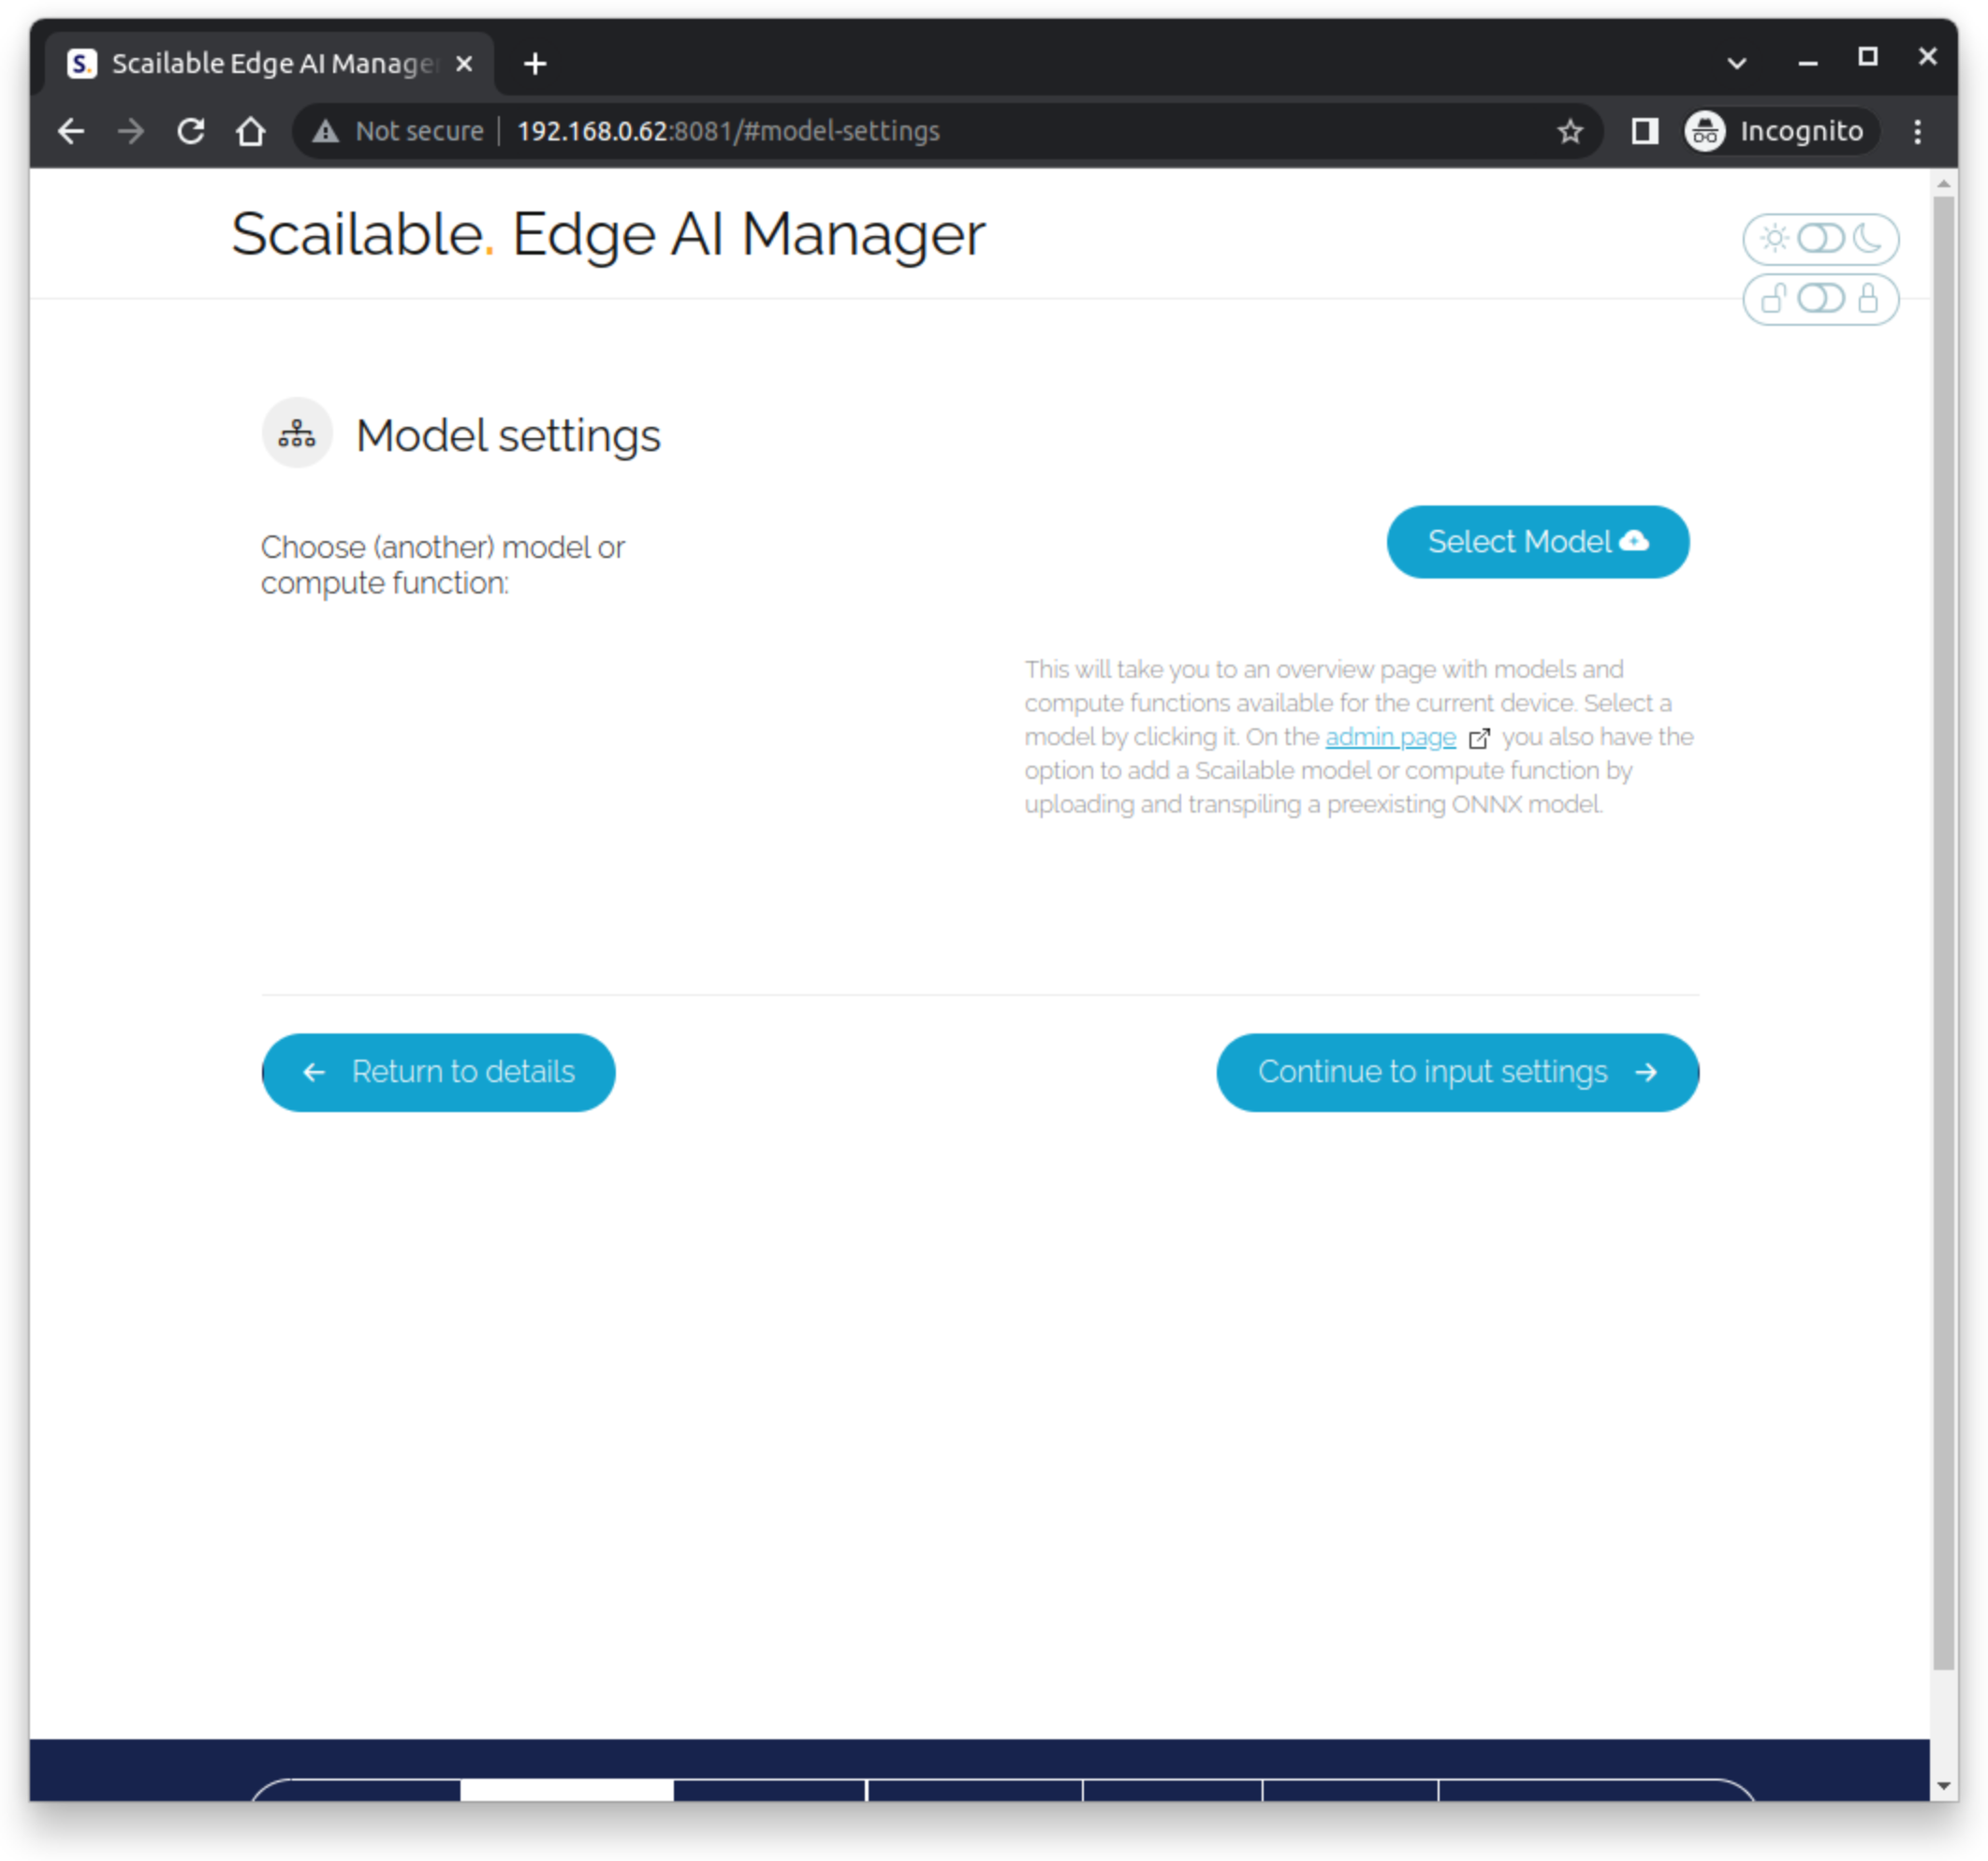 S. Scailable Edge AI Manager
Not secure 192.168.0.62:8081/#model-settings Incognito
Scailable. Edge AI Manager
Model settings
Choose (another) model or
compute function:
Select Model
This will take you to an overview page with models and
compute functions available for the current device. Select a
model by clicking it. On the admin page you also have the
option to add a Scailable model or compute function by
uploading and transpiling a preexisting ONNX model.
Return to details
Continue to input settings